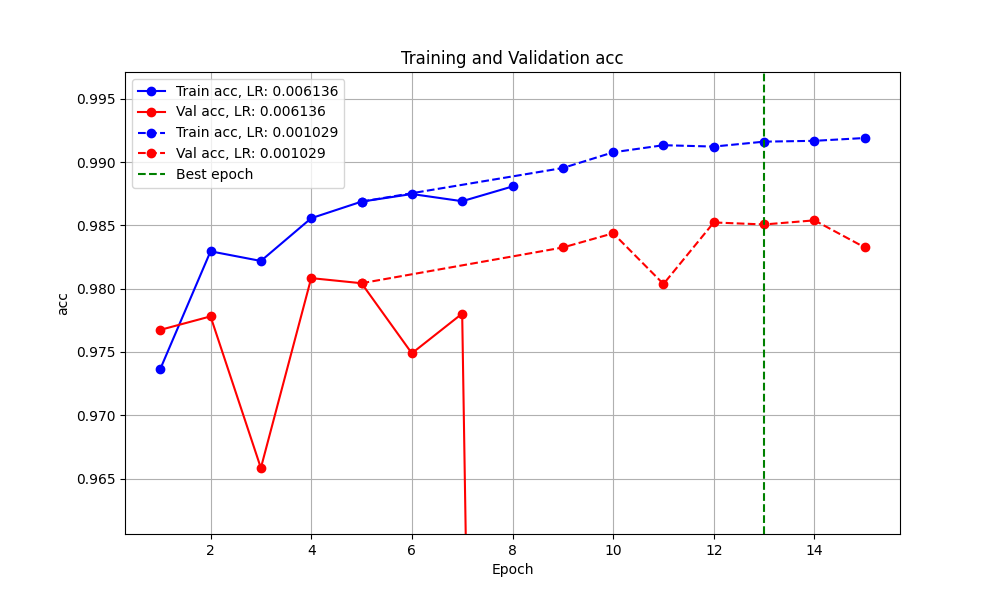 Training and Validation acc
Train acc, LR: 0.006136
Val acc, LR: 0.006136
Train acc, LR: 0.001029
Val acc, LR: 0.001029
Best epoch
0.995
0.990
0.985
0.980
0.975
0.970
0.965
acc
2 4 6 8 10 12 14
Epoch